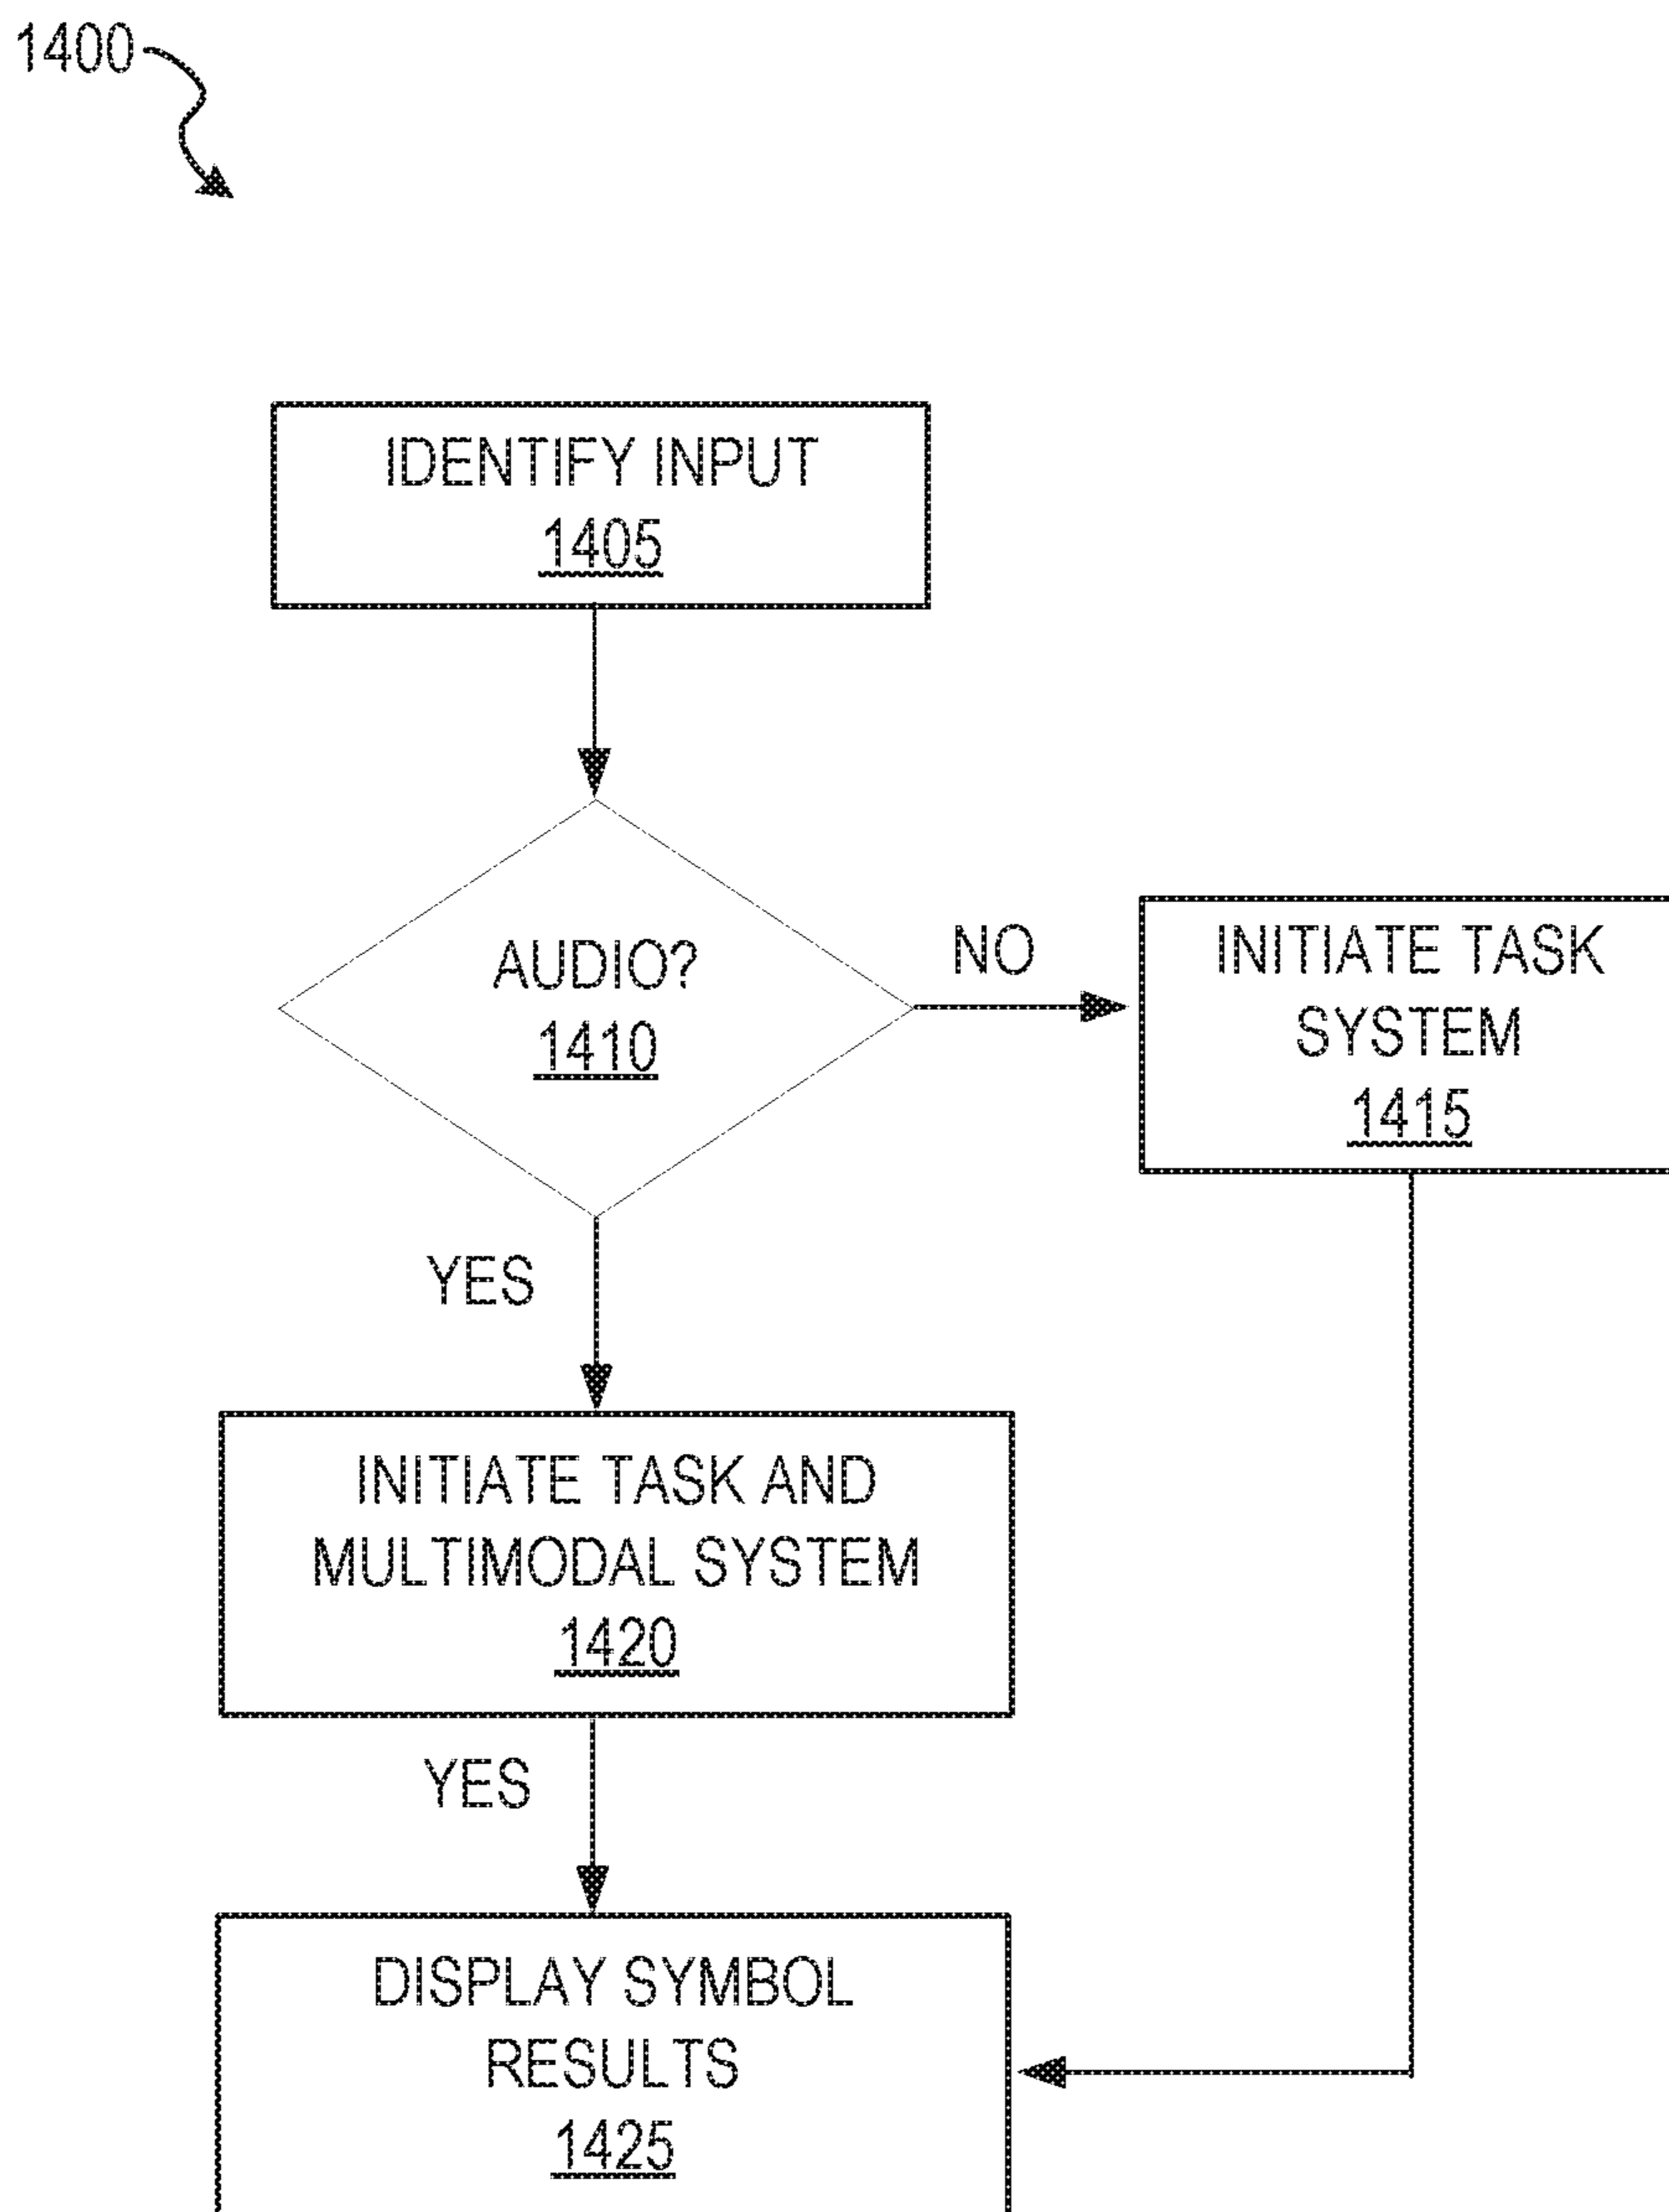 1400
IDENTIFY INPUT
1405
AUDIO?
1410
NO
INITIATE TASK
SYSTEM
1415
YES
INITIATE TASK AND
MULTIMODAL SYSTEM
1420
YES
DISPLAY SYMBOL
RESULTS
1425